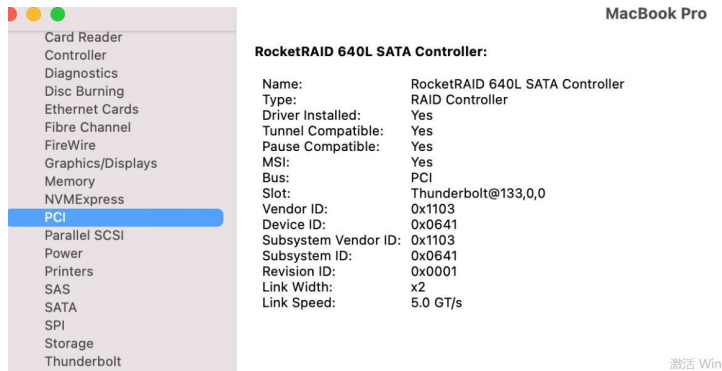 MacBook Pro
Card Reader
Controller
Diagnostics
Disc Burning
Ethernet Cards
Fibre Channel
FireWire
Graphics/Displays
Memory
NVMExpress
PCI
Parallel SCSI
Power
Printers
SAS
SATA
SPI
Storage
Thunderbolt
RocketRAID 640L SATA Controller:
Name: RocketRAID 640L SATA Controller
Type: RAID Controller
Driver Installed: Yes
Tunnel Compatible: Yes
Pause Compatible: Yes
MSI: Yes
Bus: PCI
Slot: Thunderbolt@133,0,0
Vendor ID: 0x1103
Device ID: 0x0641
Subsystem Vendor ID: 0x1103
Subsystem ID: 0x0641
Revision ID: 0x0001
Link Width: x2
Link Speed: 5.0 GT/s
激活 Win